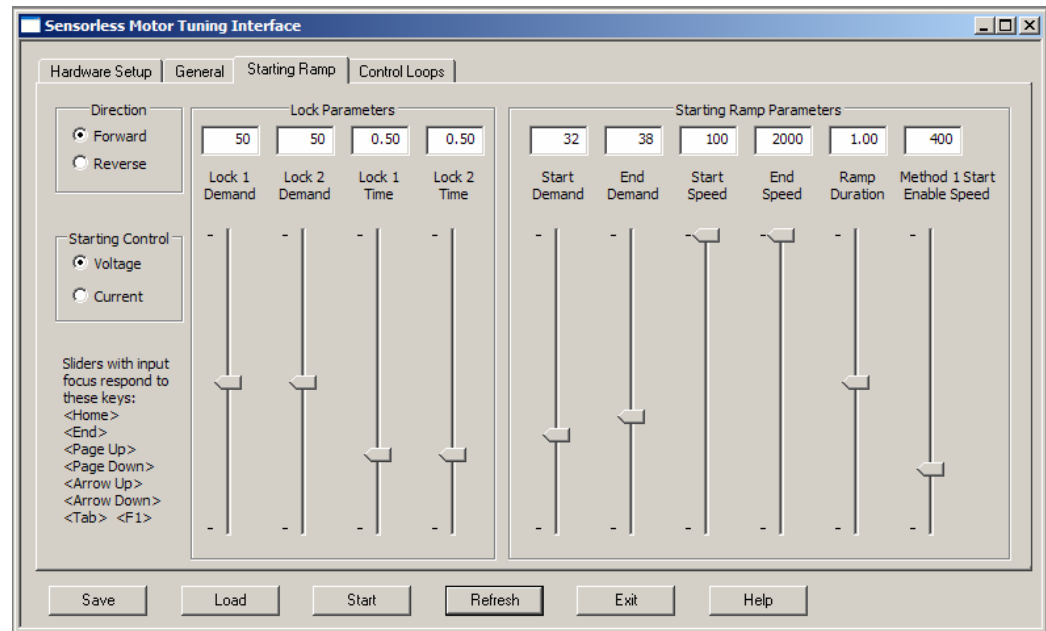 Sensorless Motor Tuning Interface
Hardware Setup General Starting Ramp Control Loops
Direction
Forward
Reverse
Starting Control
Voltage
Current
Sliders with input
focus respond to
these keys:
<Home>
<End>
<Page Up>
<Page Down>
<Arrow Up>
<Arrow Down>
<Tab> <F1>
Lock Parameters
50 50 0.50 0.50
Lock 1 Lock 2 Lock 1 Lock 2
Demand Demand Time Time
Starting Ramp Parameters
32 38 100 2000 1.00 400
Start End Start End Ramp Method 1 Start
Demand Demand Speed Speed Duration Enable Speed
Save Load Start Refresh Exit Help